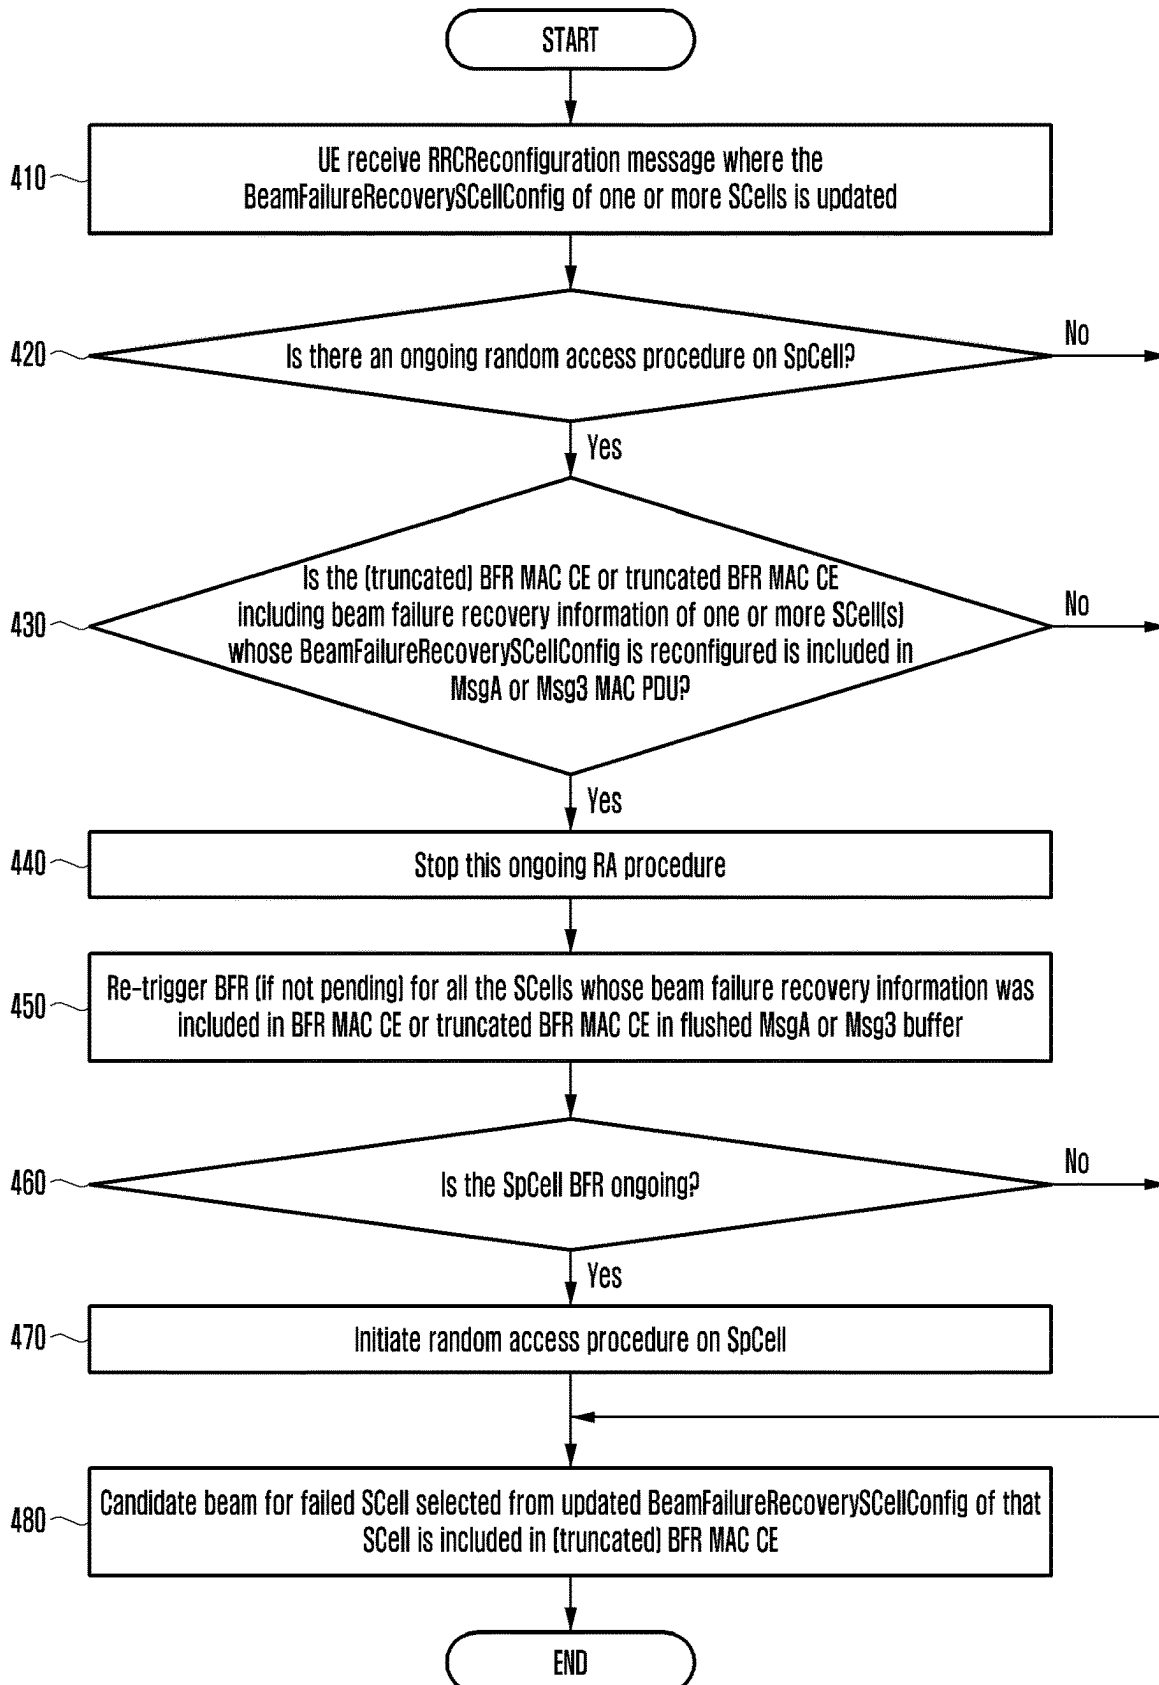 START
410
UE receive RRCReconfiguration message where the
BeamFailureRecoverySCellConfig of one or more SCells is updated
420
Is there an ongoing random access procedure on SpCell?
No
Yes
430
Is the (truncated) BFR MAC CE or truncated BFR MAC CE
including beam failure recovery information of one or more SCell(s)
whose BeamFailureRecoverySCellConfig is reconfigured is included in
MsgA or Msg3 MAC PDU?
No
Yes
440
Stop this ongoing RA procedure
450
Re-trigger BFR (if not pending) for all the SCells whose beam failure recovery information was
included in BFR MAC CE or truncated BFR MAC CE in flushed MsgA or Msg3 buffer
460
Is the SpCell BFR ongoing?
No
Yes
470
Initiate random access procedure on SpCell
480
Candidate beam for failed SCell selected from updated BeamFailureRecoverySCellConfig of that
SCell is included in (truncated) BFR MAC CE
END